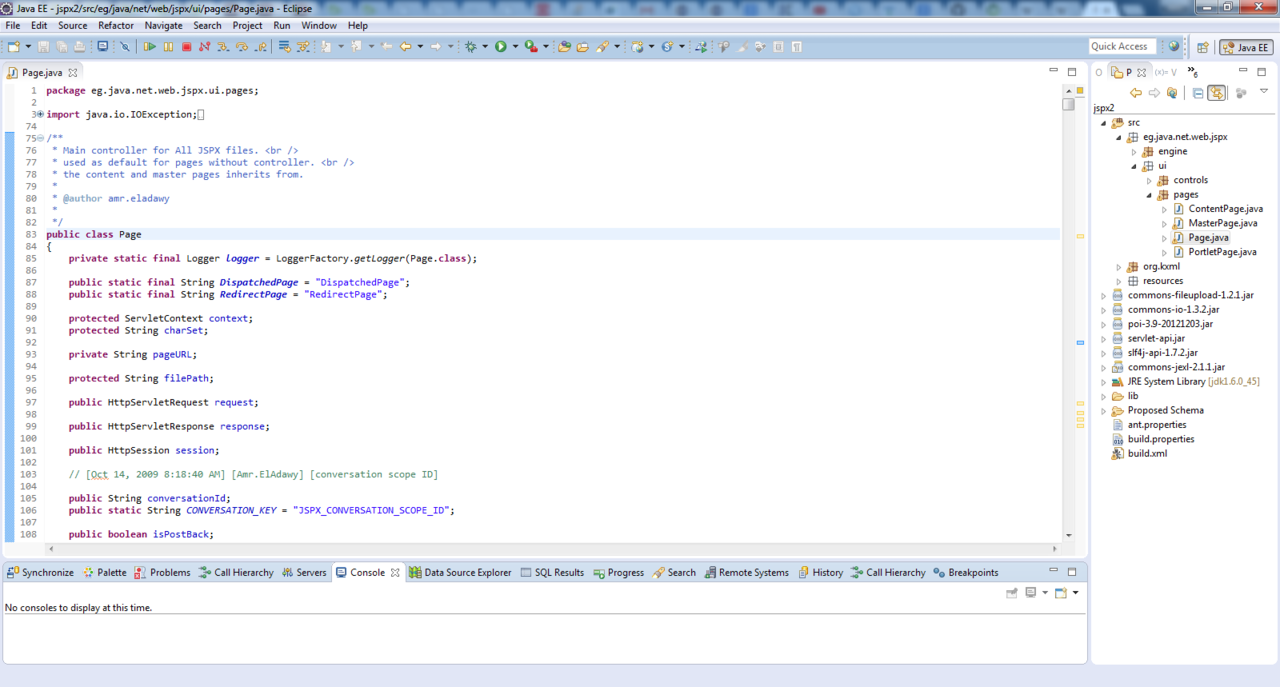 Java EE - jspx2/src/eg/java/net/web/jspx/ui/pages/Page.java - Eclipse
File Edit Source Refactor Navigate Search Project Run Window Help
Quick Access Java EE
Page.java
1 package eg.java.net.web.jspx.ui.pages;
2
3 import java.io.IOException;
74
75 /**
76 * Main controller for All JSPX files. <br />
77 * used as default for pages without controller. <br />
78 * the content and master pages inherits from.
79 *
80 * @author amr.eladawy
81 *
82 */
83 public class Page
84 {
85 private static final Logger logger = LoggerFactory.getLogger(Page.class);
86
87 public static final String DispatchedPage = "DispatchedPage";
88 public static final String RedirectPage = "RedirectPage";
89
90 protected ServletContext context;
91 protected String charSet;
92
93 private String pageURL;
94
95 protected String filePath;
96
97 public HttpServletRequest request;
98
99 public HttpServletResponse response;
100
101 public HttpSession session;
102
103 // [Oct 14, 2009 8:18:40 AM] [Amr.ElAdawy] [conversation scope ID]
104
105 public String conversationId;
106 public static String CONVERSATION_KEY = "JSPX_CONVERSATION_SCOPE_ID";
107
108 public boolean isPostBack;
O P (x)= V »6
jspx2
src
eg.java.net.web.jspx
engine
ui
controls
pages
ContentPage.java
MasterPage.java
Page.java
PortletPage.java
org.kxml
resources
commons-fileupload-1.2.1.jar
commons-io-1.3.2.jar
poi-3.9-20121203.jar
servlet-api.jar
slf4j-api-1.7.2.jar
commons-jexl-2.1.1.jar
JRE System Library [jdk1.6.0_45]
lib
Proposed Schema
ant.properties
build.properties
build.xml
Synchronize Palette Problems Call Hierarchy Servers Console Data Source Explorer SQL Results Progress Search Remote Systems History Call Hierarchy Breakpoints
No consoles to display at this time.